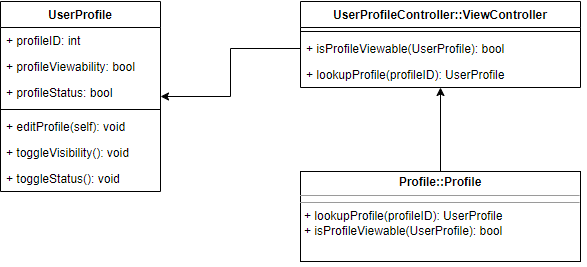 UserProfile
+ profileID: int
+ profileViewability: bool
+ profileStatus: bool
+ editProfile(self): void
+ toggleVisibility(): void
+ toggleStatus(): void
UserProfileController::ViewController
+ isProfileViewable(UserProfile): bool
+ lookupProfile(profileID): UserProfile
Profile::Profile
+ lookupProfile(profileID): UserProfile
+ isProfileViewable(UserProfile): bool